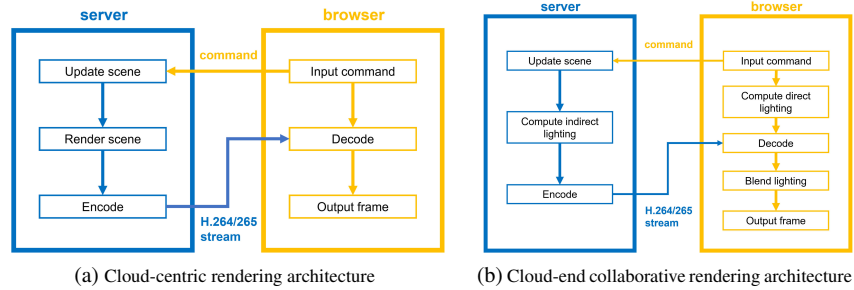 server
browser
command
Update scene
Input command
Render scene
Decode
Encode
Output frame
H.264/265
stream
(a) Cloud-centric rendering architecture
server
browser
command
Update scene
Input command
Compute direct
lighting
Compute indirect
lighting
Decode
Blend lighting
Encode
H.264/265
stream
Output frame
(b) Cloud-end collaborative rendering architecture